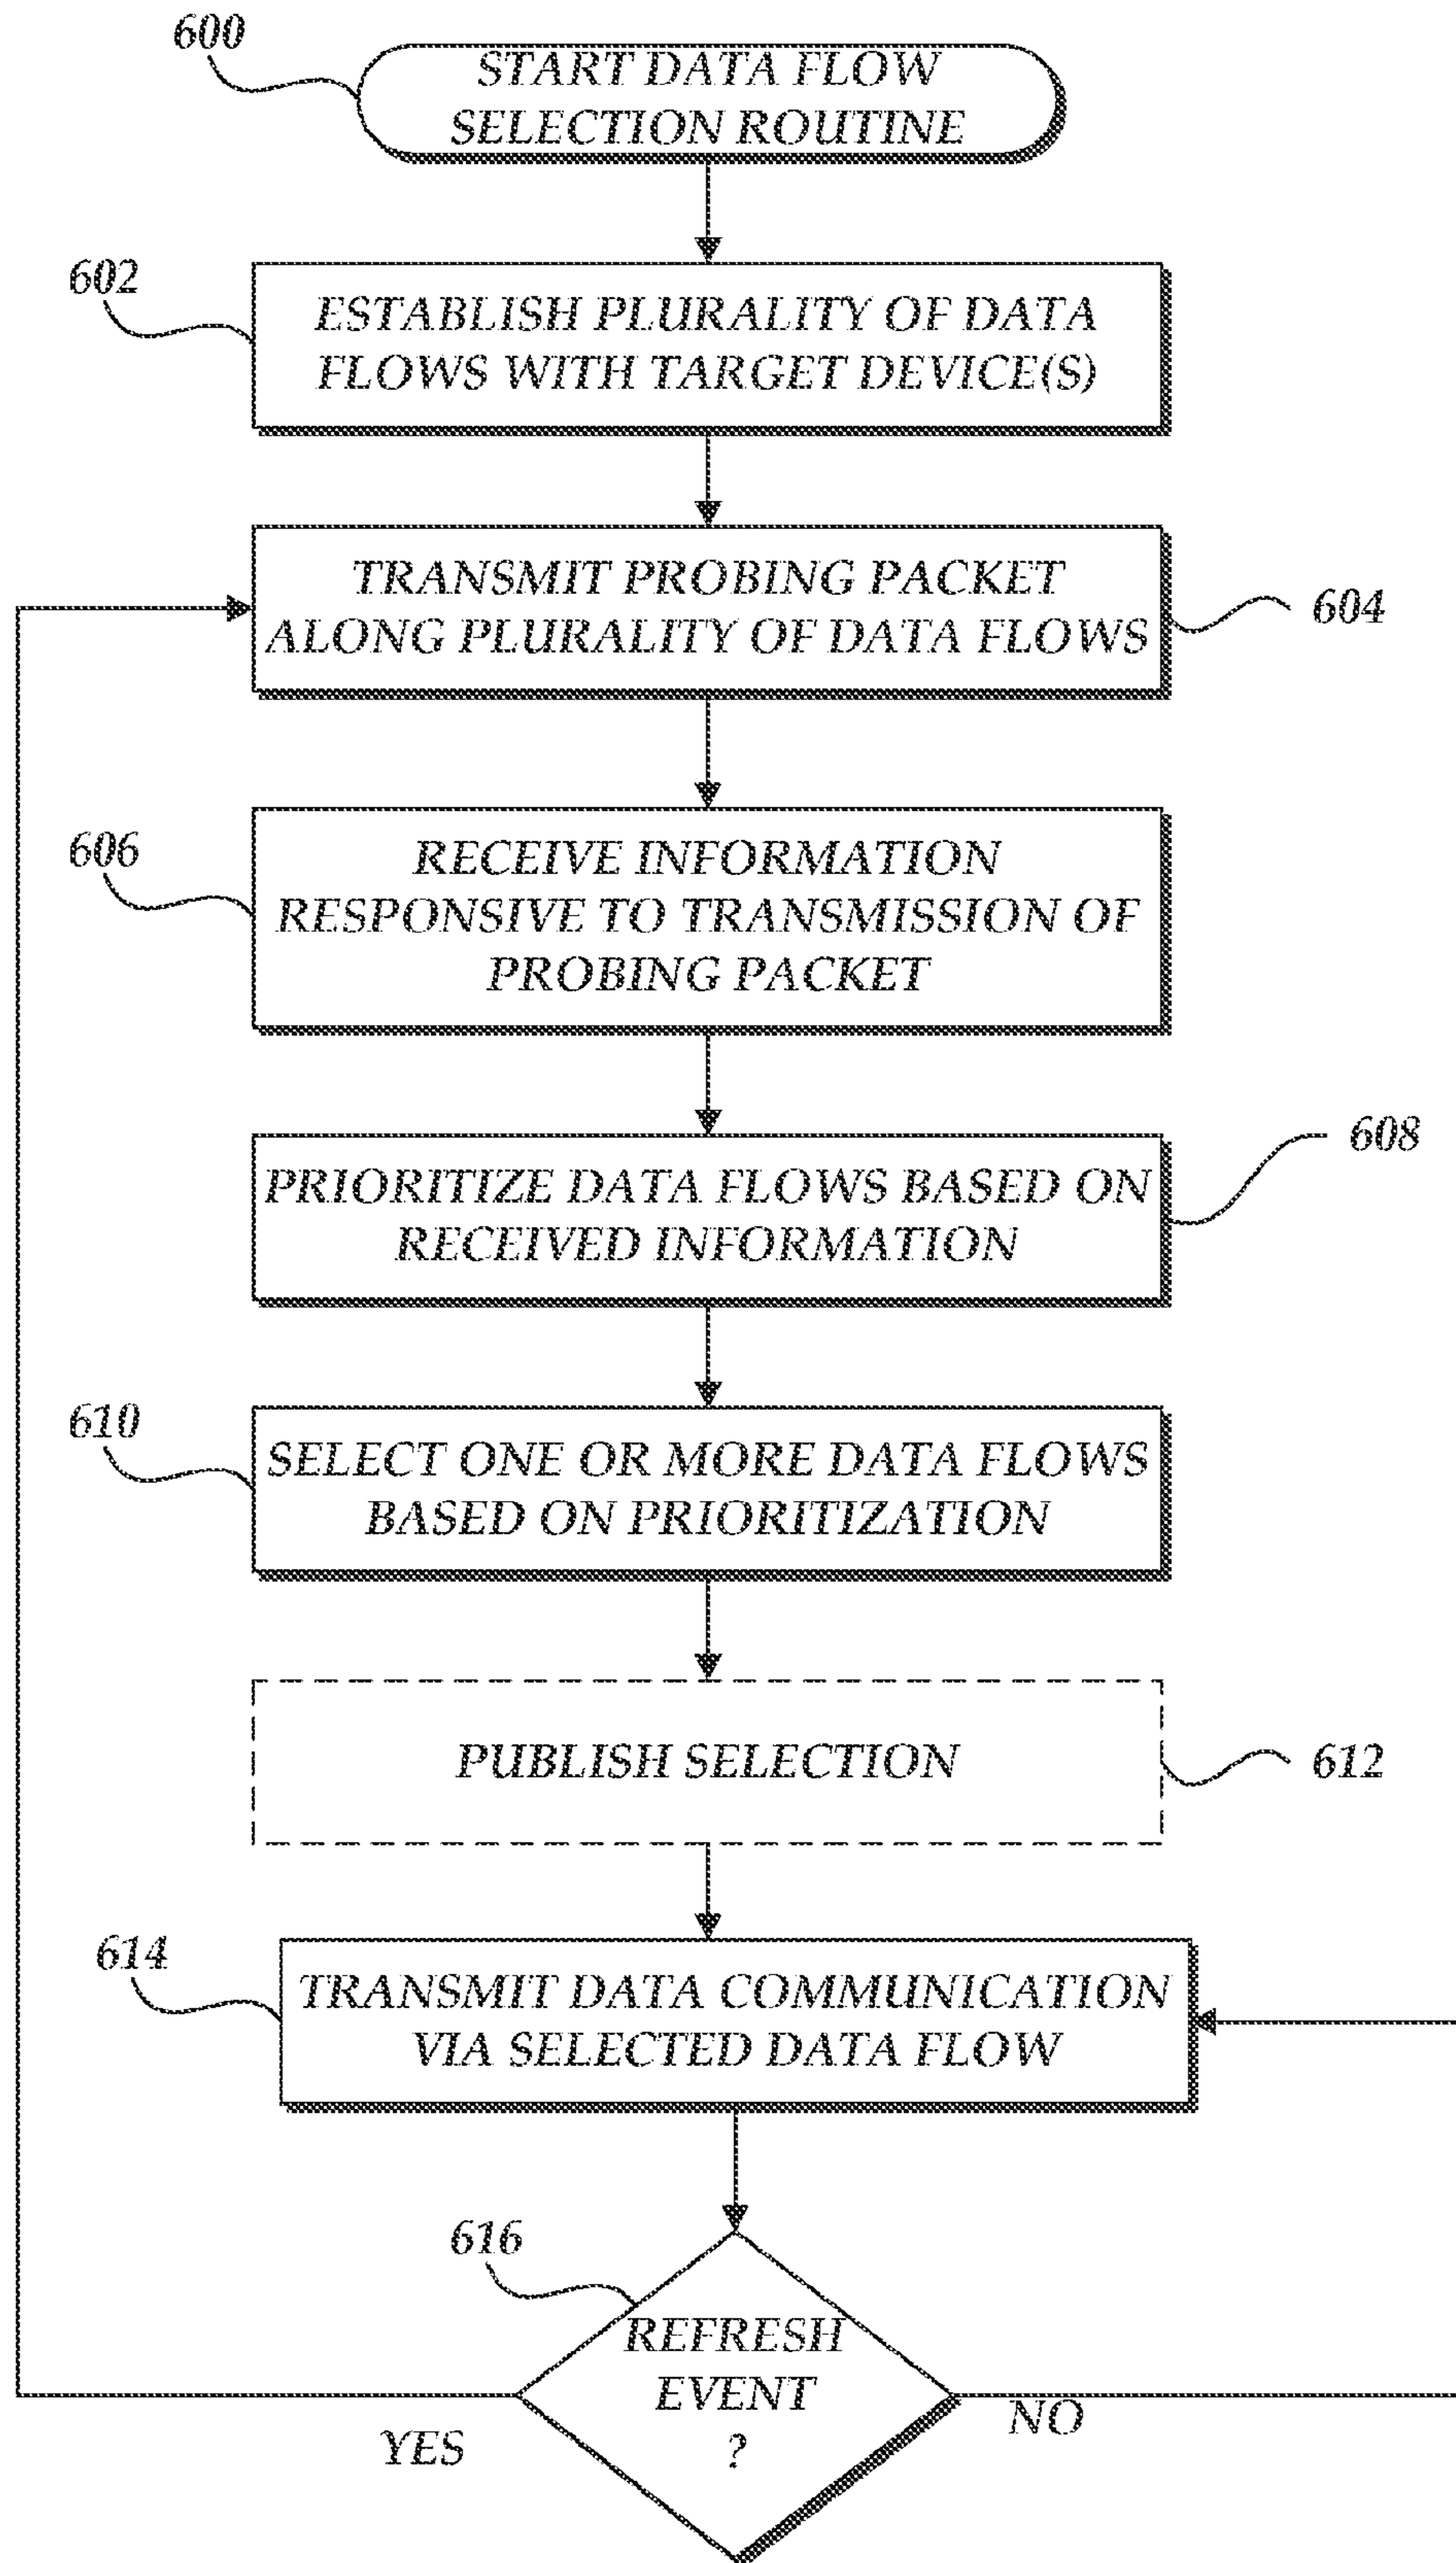 600
START DATA FLOW
SELECTION ROUTINE
602
ESTABLISH PLURALITY OF DATA
FLOWS WITH TARGET DEVICE(S)
TRANSMIT PROBING PACKET
ALONG PLURALITY OF DATA FLOWS
604
606
RECEIVE INFORMATION
RESPONSIVE TO TRANSMISSION OF
PROBING PACKET
608
PRIORITIZE DATA FLOWS BASED ON
RECEIVED INFORMATION
610
SELECT ONE OR MORE DATA FLOWS
BASED ON PRIORITIZATION
PUBLISH SELECTION
612
614
TRANSMIT DATA COMMUNICATION
VIA SELECTED DATA FLOW
616
REFRESH
EVENT
?
YES
NO